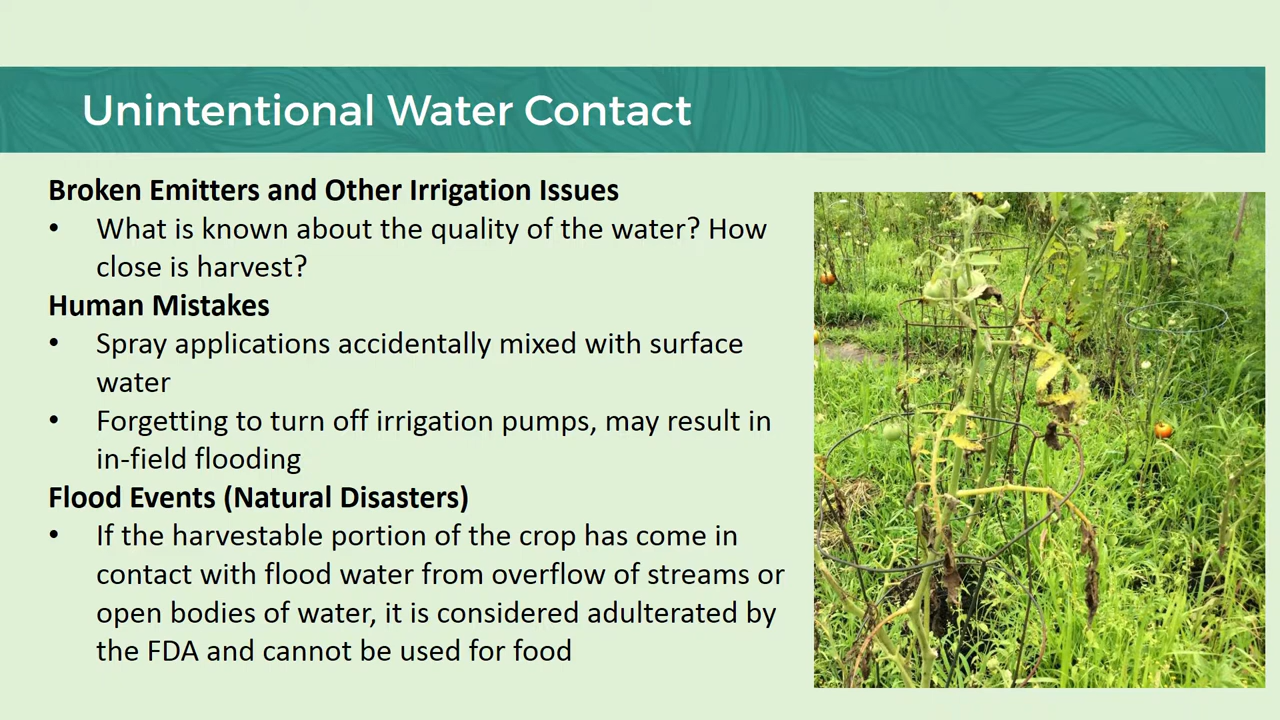 Unintentional Water Contact
Broken Emitters and Other Irrigation Issues
• What is known about the quality of the water? How
close is harvest?
Human Mistakes
• Spray applications accidentally mixed with surface
water
• Forgetting to turn off irrigation pumps, may result in
in-field flooding
Flood Events (Natural Disasters)
• If the harvestable portion of the crop has come in
contact with flood water from overflow of streams or
open bodies of water, it is considered adulterated by
the FDA and cannot be used for food